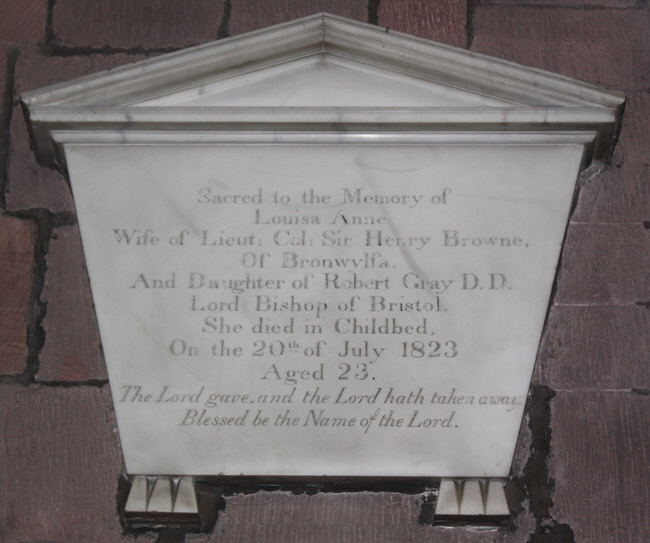 Sacred to the Memory of
Louisa Anne
Wife of Lieut: Col: Sir Henry Browne,
Of Bronwylfa.
And Daughter of Robert Gray D.D.
Lord Bishop of Bristol.
She died in Childbed,
On the 20th of July 1823
Aged 23.
The Lord gave, and the Lord hath taken away
Blessed be the Name of the Lord.